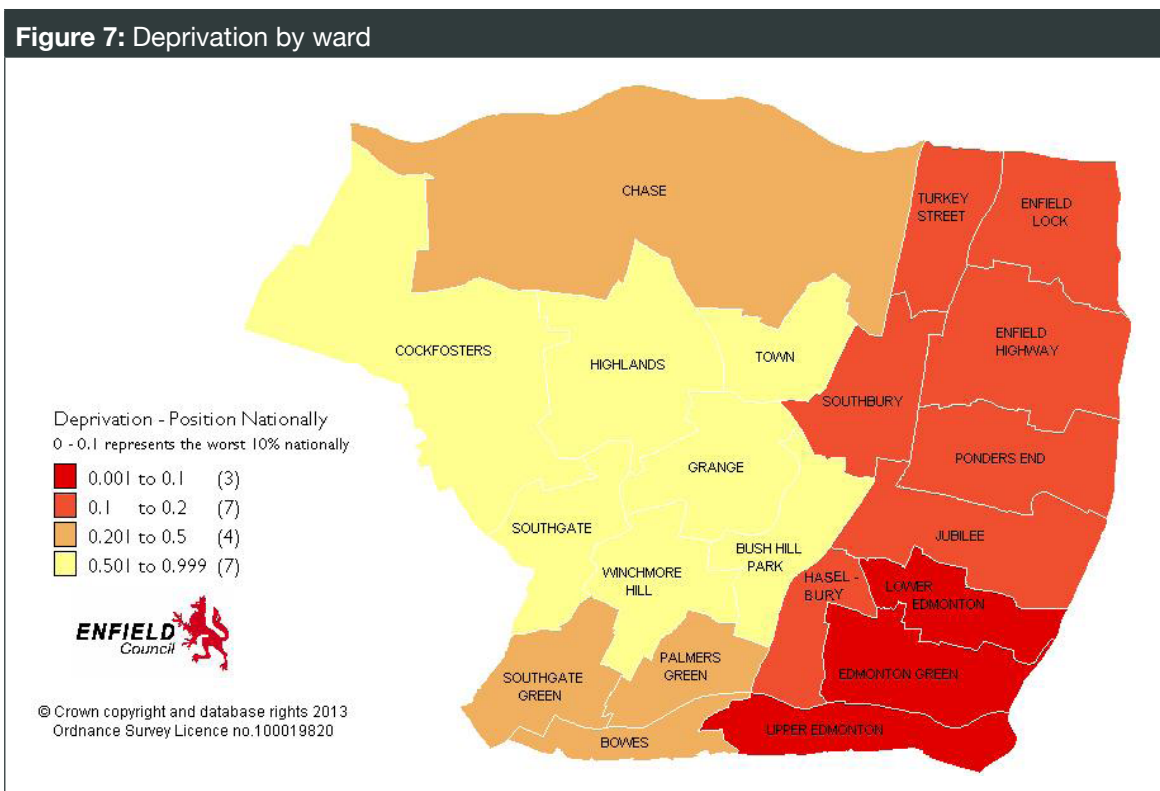 Figure 7: Deprivation by ward
CHASE
TURKEY
STREET
ENFIELD
LOCK
ENFIELD
HIGHWAY
COCKFOSTERS
HIGHLANDS
TOWN
SOUTHBURY
PONDERS END
GRANGE
SOUTHGATE
BUSH HILL
PARK
JUBILEE
WINCHMORE
HILL
HASEL -
BURY
LOWER
EDMONTON
PALMERS
GREEN
SOUTHGATE
GREEN
EDMONTON GREEN
BOWES
UPPER EDMONTON
Deprivation - Position Nationally
0 - 0.1 represents the worst 10% nationally
0.001 to 0.1 (3)
0.1 to 0.2 (7)
0.201 to 0.5 (4)
0.501 to 0.999 (7)
ENFIELD
Council
© Crown copyright and database rights 2013
Ordnance Survey Licence no.100019820